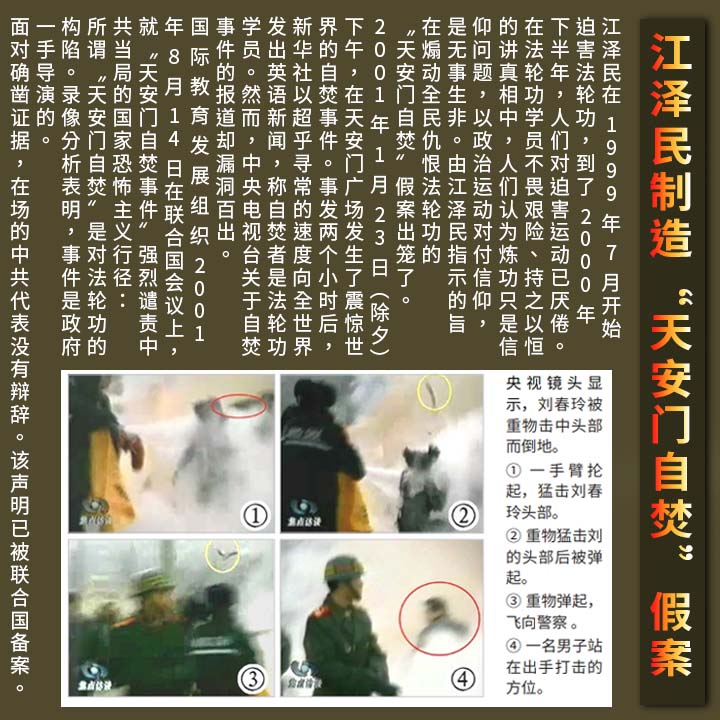 江泽民制造“天安门自焚”假案
江泽民在1999年7月开始
迫害法轮功，到了2000年
下半年，人们对迫害运动已厌倦。
在法轮功学员不畏艰险、持之以恒
的讲真相中，人们认为炼功只是信
仰问题，以政治运动对付信仰，
是无事生非。由江泽民指示的旨
在煽动全民仇恨法轮功的
“天安门自焚”假案出笼了。
2001年1月23日（除夕）
下午，在天安门广场发生了震惊世
界的自焚事件。事发两个小时后，
新华社以超乎寻常的速度向全世界
发出英语新闻，称自焚者是法轮功
学员。然而，中央电视台关于自焚
事件的报道却漏洞百出。
国际教育发展组织2001
年8月14日在联合国会议上，
就“天安门自焚事件”强烈谴责中
共当局的国家恐怖主义行径：
所谓“天安门自焚”是对法轮功的
构陷。录像分析表明，事件是政府
一手导演的。
面对确凿证据，在场的中共代表没有辩辞。该声明已被联合国备案。
焦点访谈
①
焦点访谈
②
焦点访谈
③
焦点访谈
④
央视镜头显
示，刘春玲被
重物击中头部
而倒地。
① 一手臂抡
起，猛击刘春
玲头部。
② 重物猛击刘
的头部后被弹
起。
③ 重物弹起，
飞向警察 。
④ 一名男子站
在出手打击的
方位。